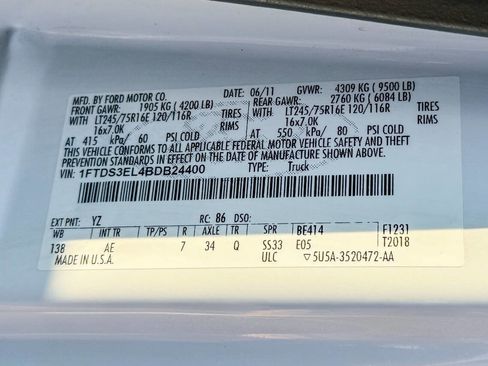 MFD. BY FORD MOTOR CO. DATE 06/11 GVWR: 4309 KG (9500 LB)
FRONT GAWR: 1905 KG (4200 LB) REAR GAWR: 2760 KG (6084 LB)
WITH LT245/75R16E 120/116R TIRES WITH LT245/75R16E 120/116R TIRES
16x7.0K RIMS 16x7.0K RIMS
AT 415 kPa/ 60 PSI COLD AT 550 kPa/ 80 PSI COLD
THIS VEHICLE CONFORMS TO ALL APPLICABLE FEDERAL MOTOR VEHICLE SAFETY AND THEFT
PREVENTION STANDARDS IN EFFECT ON THE DATE OF MANUFACTURE SHOWN ABOVE.
VIN: 1FTDS3EL4BDB24400 TYPE: Truck
EXT PNT: YZ RC: 86 DSO:
WB INT TR TP/PS R AXLE TR SPR BE414 F1231
138 AE 7 34 Q SS33 E05 T2018
MADE IN U.S.A. ULC ▽5U5A-3520472-AA